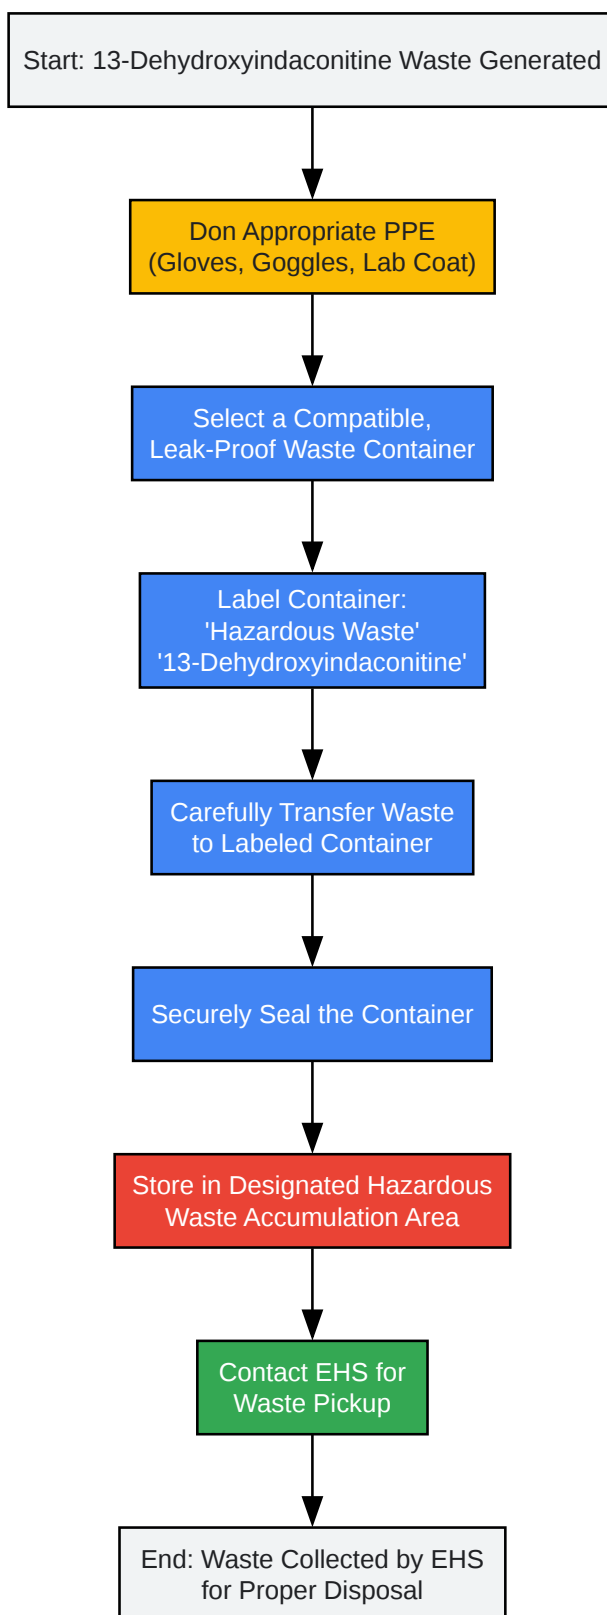 Start: 13-Dehydroxyindaconitine Waste Generated
Don Appropriate PPE
(Gloves, Goggles, Lab Coat)
Select a Compatible,
Leak-Proof Waste Container
Label Container:
'Hazardous Waste'
'13-Dehydroxyindaconitine'
Carefully Transfer Waste
to Labeled Container
Securely Seal the Container
Store in Designated Hazardous
Waste Accumulation Area
Contact EHS for
Waste Pickup
End: Waste Collected by EHS
for Proper Disposal